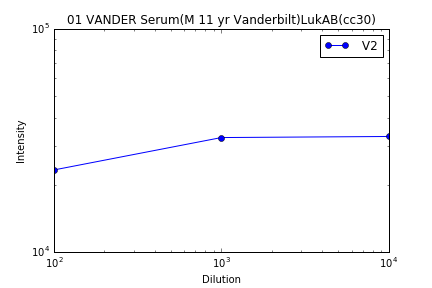 01 VANDER Serum(M 11 yr Vanderbilt)LukAB(cc30)
10^5
V2
Intensity
10^4
10^2 10^3 10^4
Dilution